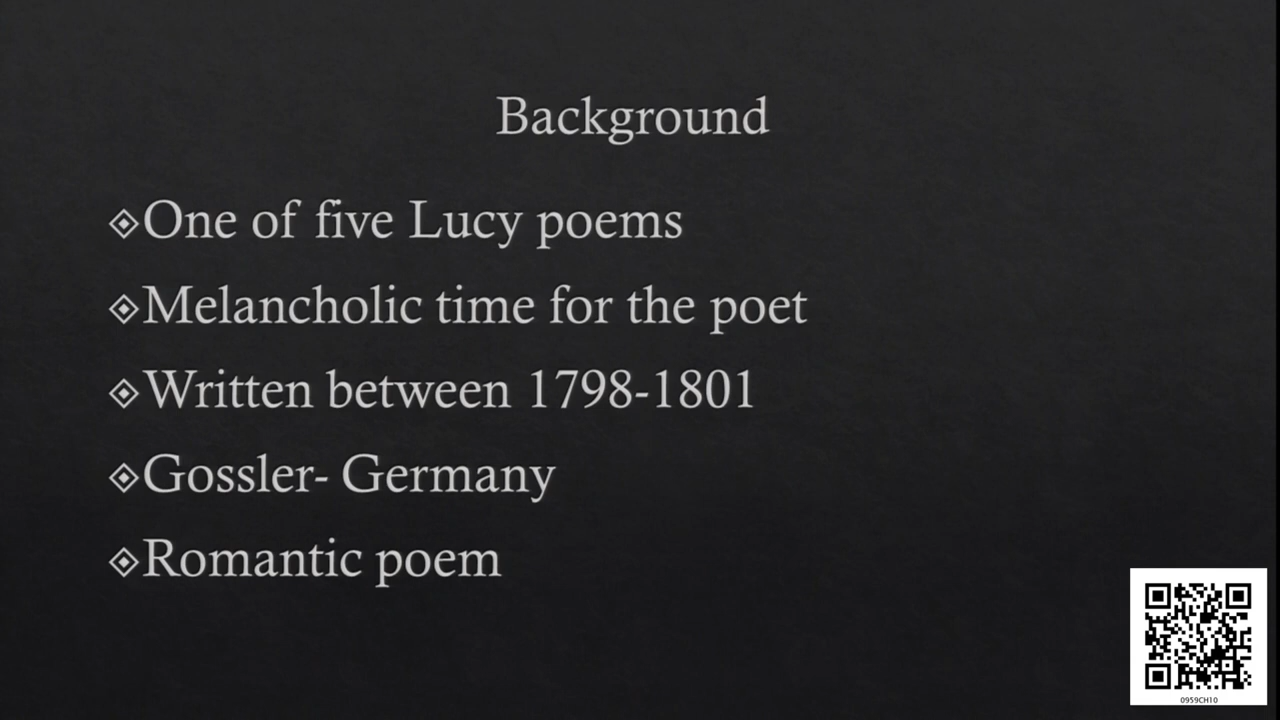 Background
One of five Lucy poems
Melancholic time for the poet
Written between 1798-1801
Gossler- Germany
Romantic poem
0959CH10